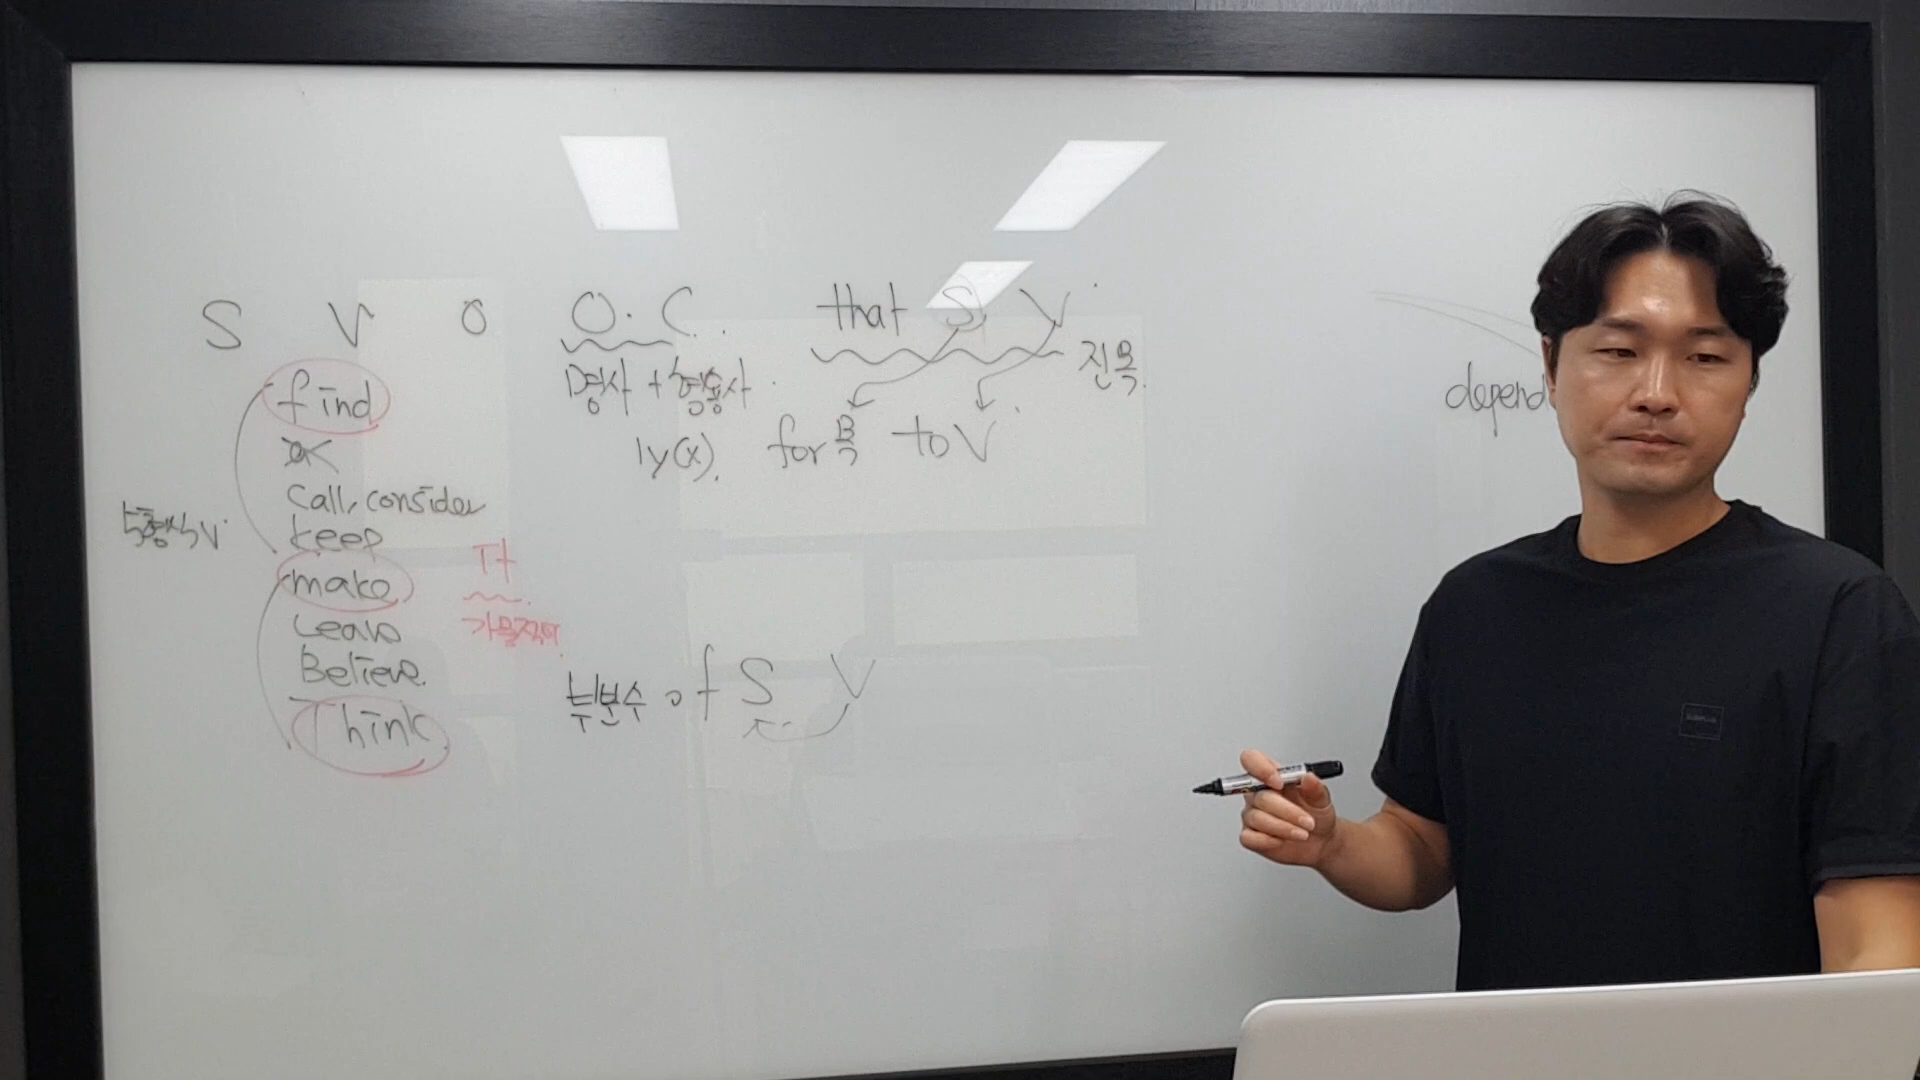 S V O O.C. that S V
명사 + 형용사
ly(x).
진목.
for 목 to V
find
call, consider
keep
5형식 V
make
Leave
Believe
Think
가목적어
부분수 of S V
depend